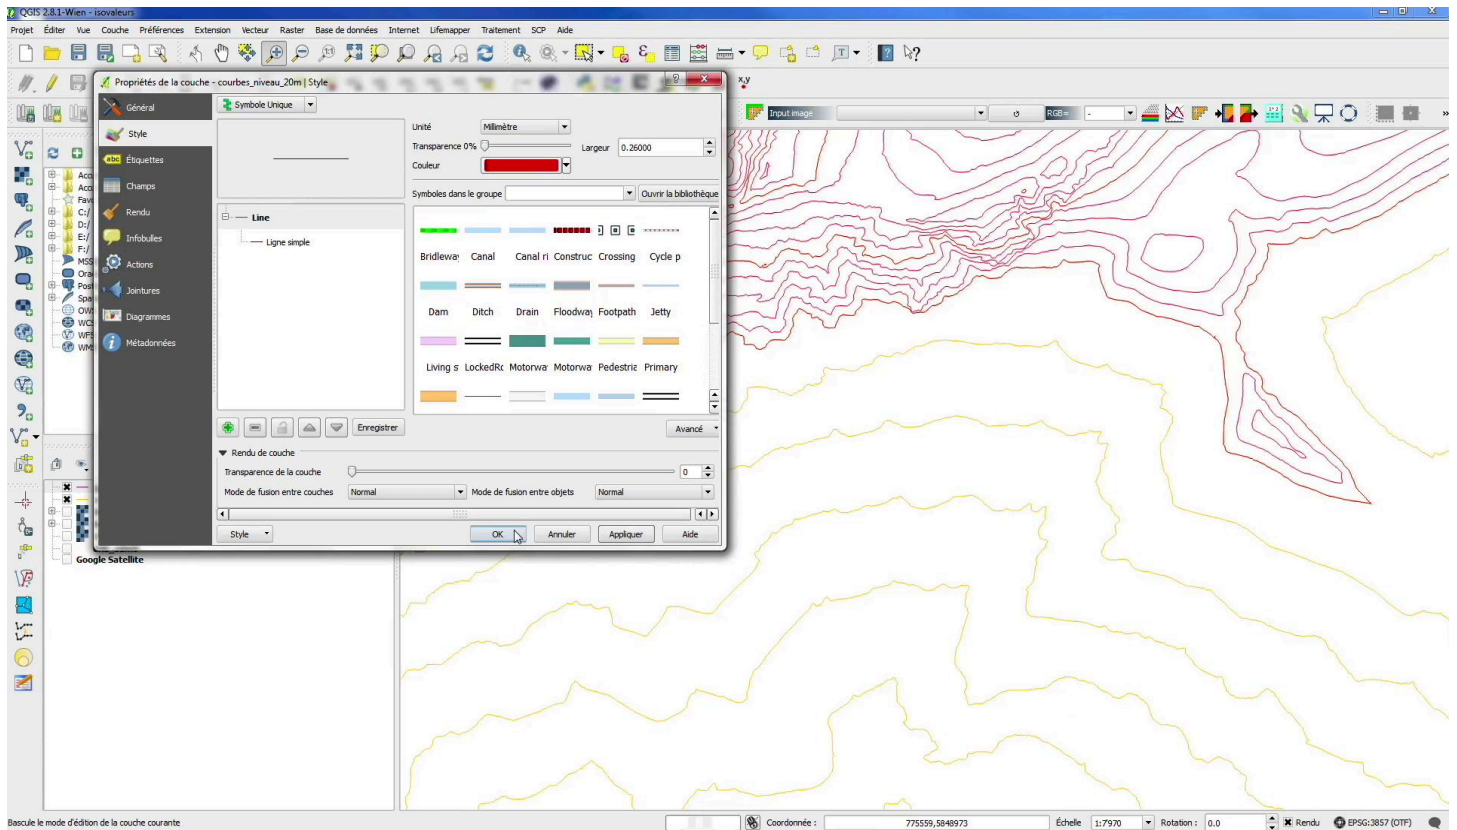 QGIS 2.8.1-Wien - isovaleurs
Projet Éditer Vue Couche Préférences Extension Vecteur Raster Base de données Internet Lifemapper Traitement SCP Aide
Propriétés de la couche - courbes_niveau_20m | Style
x,y
Input image
RGB= -
Général
Style
Étiquettes
Champs
Rendu
Infobulles
Actions
Jointures
Diagrammes
Métadonnées
Symbole Unique
Unité Millimètre
Transparence 0% Largeur 0.26000
Couleur
Symboles dans le groupe Ouvrir la bibliothèque
Line
Ligne simple
Bridleway Canal Canal ri Construc Crossing Cycle p
Dam Ditch Drain Floodway Footpath Jetty
Living s LockedRc Motorwa Motorwa Pedestria Primary
Enregistrer
Avancé
Rendu de couche
Transparence de la couche 0
Mode de fusion entre couches Normal Mode de fusion entre objets Normal
Style OK Annuler Appliquer Aide
C:/
D:/
E:/
F:/
Google Satellite
Bascule le mode d'édition de la couche courante
Coordonnée : 775559,5848973 Échelle 1:7970 Rotation : 0.0 Rendu EPSG:3857 (OTF)